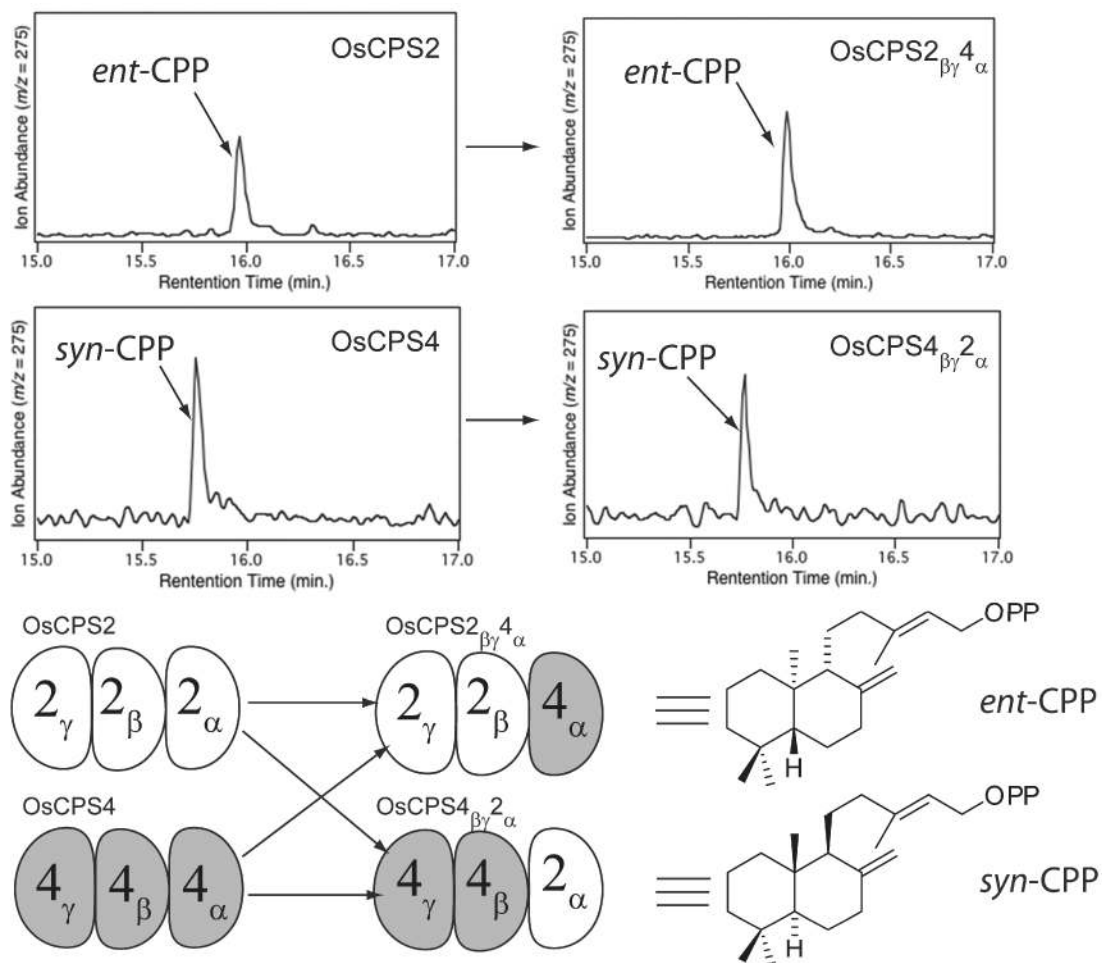 OsCPS2
ent-CPP
Ion Abundance (m/z = 275)
15.0 15.5 16.0 16.5 17.0
Rentention Time (min.)
OsCPS2βγ4α
ent-CPP
Ion Abundance (m/z = 275)
15.0 15.5 16.0 16.5 17.0
Rentention Time (min.)
OsCPS4
syn-CPP
Ion Abundance (m/z = 275)
15.0 15.5 16.0 16.5 17.0
Rentention Time (min.)
OsCPS4βγ2α
syn-CPP
Ion Abundance (m/z = 275)
15.0 15.5 16.0 16.5 17.0
Rentention Time (min.)
OsCPS2
2γ 2β 2α
OsCPS2βγ4α
2γ 2β 4α
OPP
H
ent-CPP
OsCPS4
4γ 4β 4α
OsCPS4βγ2α
4γ 4β 2α
OPP
H
syn-CPP